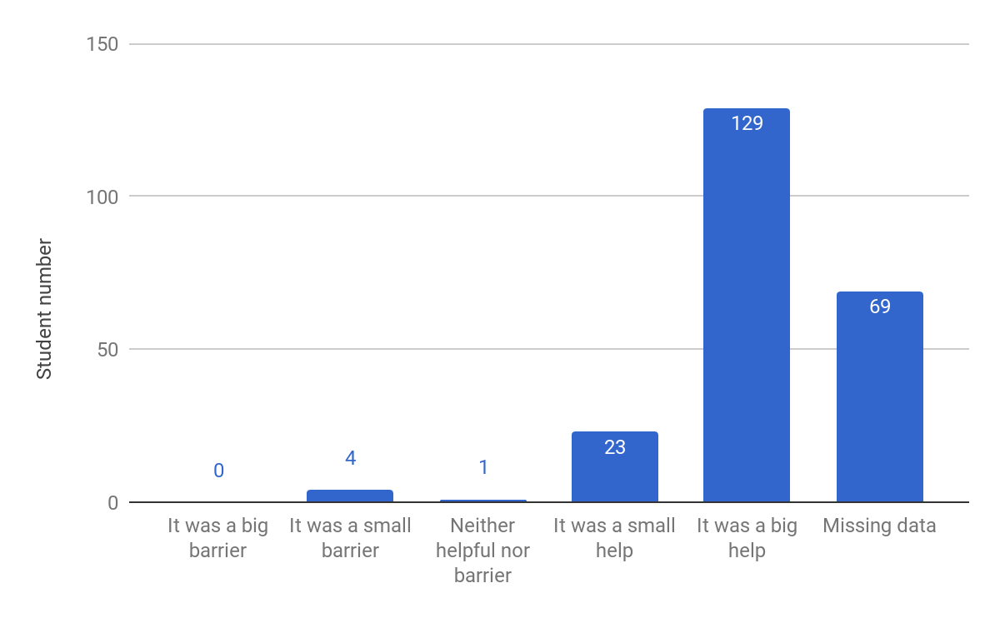 150
100
50
0
Student number
0
4
1
23
129
69
It was a big
barrier
It was a small
barrier
Neither
helpful nor
barrier
It was a small
help
It was a big
help
Missing data